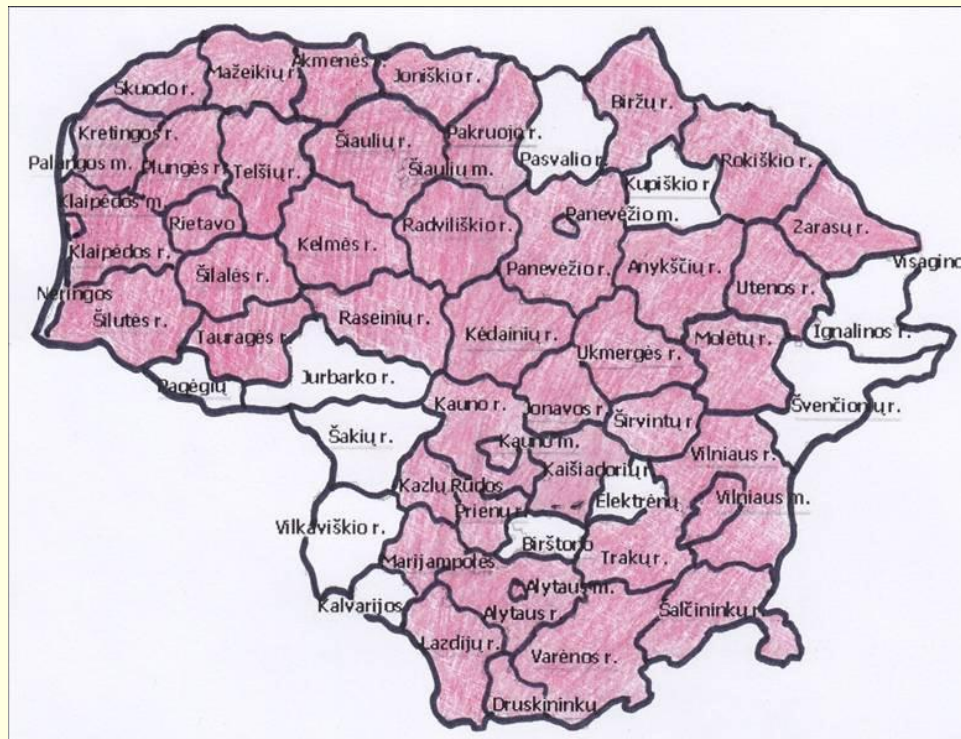 Akmenės r.
Mažeikių r.
Joniškio r.
Skuodo r.
Biržų r.
Kretingos r.
Šiaulių r.
Pakruojo r.
Palangos m.
Plungės r.
Telšių r.
Šiaulių m.
Pasvalio r.
Rokiškio r.
Kupiškio r
Klaipėdos m.
Rietavo
Radviliškio r.
Panevėžio m.
Zarasų r.
Klaipėdos r.
Kelmės r.
Šilalės r.
Panevėžio r.
Anykščių r.
Visagino
Utenos r.
Neringos
Šilutės r.
Raseinių r.
Tauragės r.
Kėdainių r.
Ukmergės r.
Molėtų r.
Ignalinos r.
Pagėgių
Jurbarko r.
Kauno r.
Jonavos r.
Širvintų r.
Švenčionių r.
Šakių r.
Kauno m.
Vilniaus r.
Kaišiadorių r.
Kazlų Rūdos
Elektrėnų
Vilniaus m.
Prienų r.
Vilkaviškio r.
Birštono
Marijampolės
Trakų r.
Alytaus m.
Kalvarijos
Alytaus r.
Šalčininkų r.
Lazdijų r.
Varėnos r.
Druskininkų